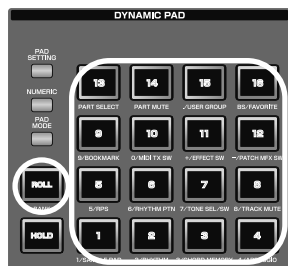 DYNAMIC PAD
PAD
SETTING
NUMERIC
PAD
MODE
ROLL
HOLD
13 14 15 16
PART SELECT PART MUTE ./USER GROUP BS/FAVORITE
9 10 11 12
9/BOOKMARK 0/MIDI TX SW +/EFFECT SW –/PATCH MFX SW
5 6 7 8
5/RPS 6/RHYTHM PTN 7/TONE SEL/SW 8/TRACK MUTE
1 2 3 4